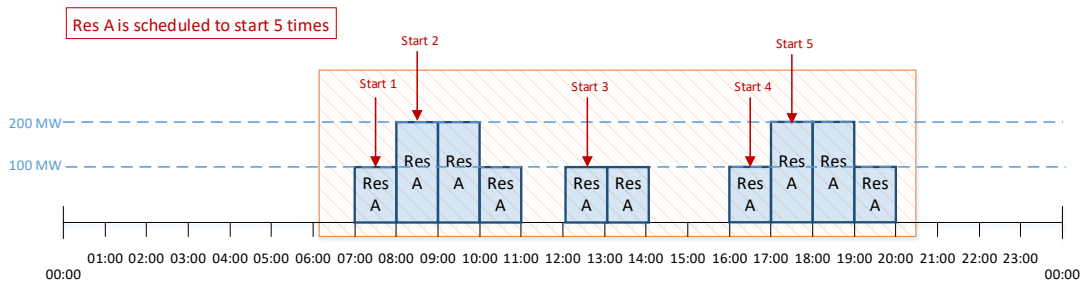 Res A is scheduled to start 5 times
Start 2
Start 5
Start 1
Start 3
Start 4
200 MW
100 MW
Res
A
Res
A
Res
A
Res
A
Res
A
Res
A
Res
A
Res
A
Res
A
Res
A
01:00 02:00 03:00 04:00 05:00 06:00 07:00 08:00 09:00 10:00 11:00 12:00 13:00 14:00 15:00 16:00 17:00 18:00 19:00 20:00 21:00 22:00 23:00
00:00 00:00